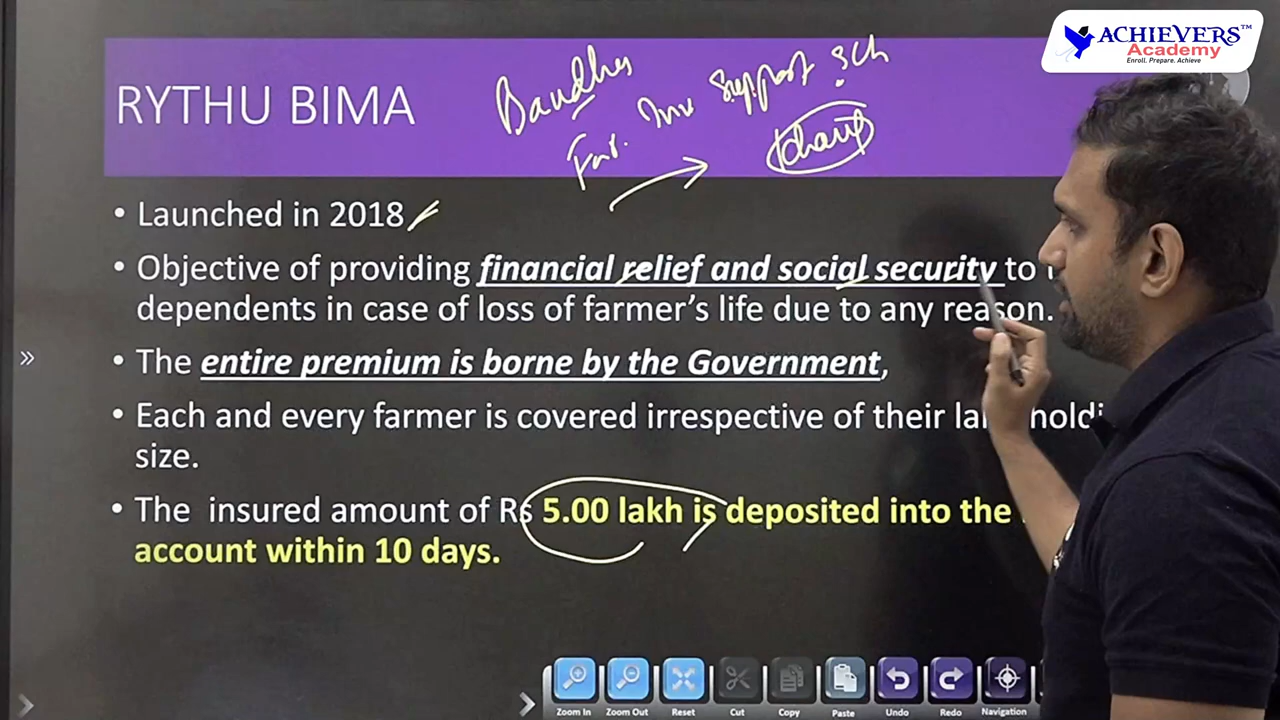 ACHIEVERS™
Academy
Enroll. Prepare. Achieve
RYTHU BIMA
Bandhu
Inv Support Sch
• Launched in 2018
• Objective of providing financial relief and social security to
dependents in case of loss of farmer’s life due to any reason.
• The entire premium is borne by the Government,
• Each and every farmer is covered irrespective of their
size.
• The insured amount of Rs 5.00 lakh is deposited into the
account within 10 days.
Zoom In Zoom Out Reset Cut Copy Paste Undo Redo Navigation